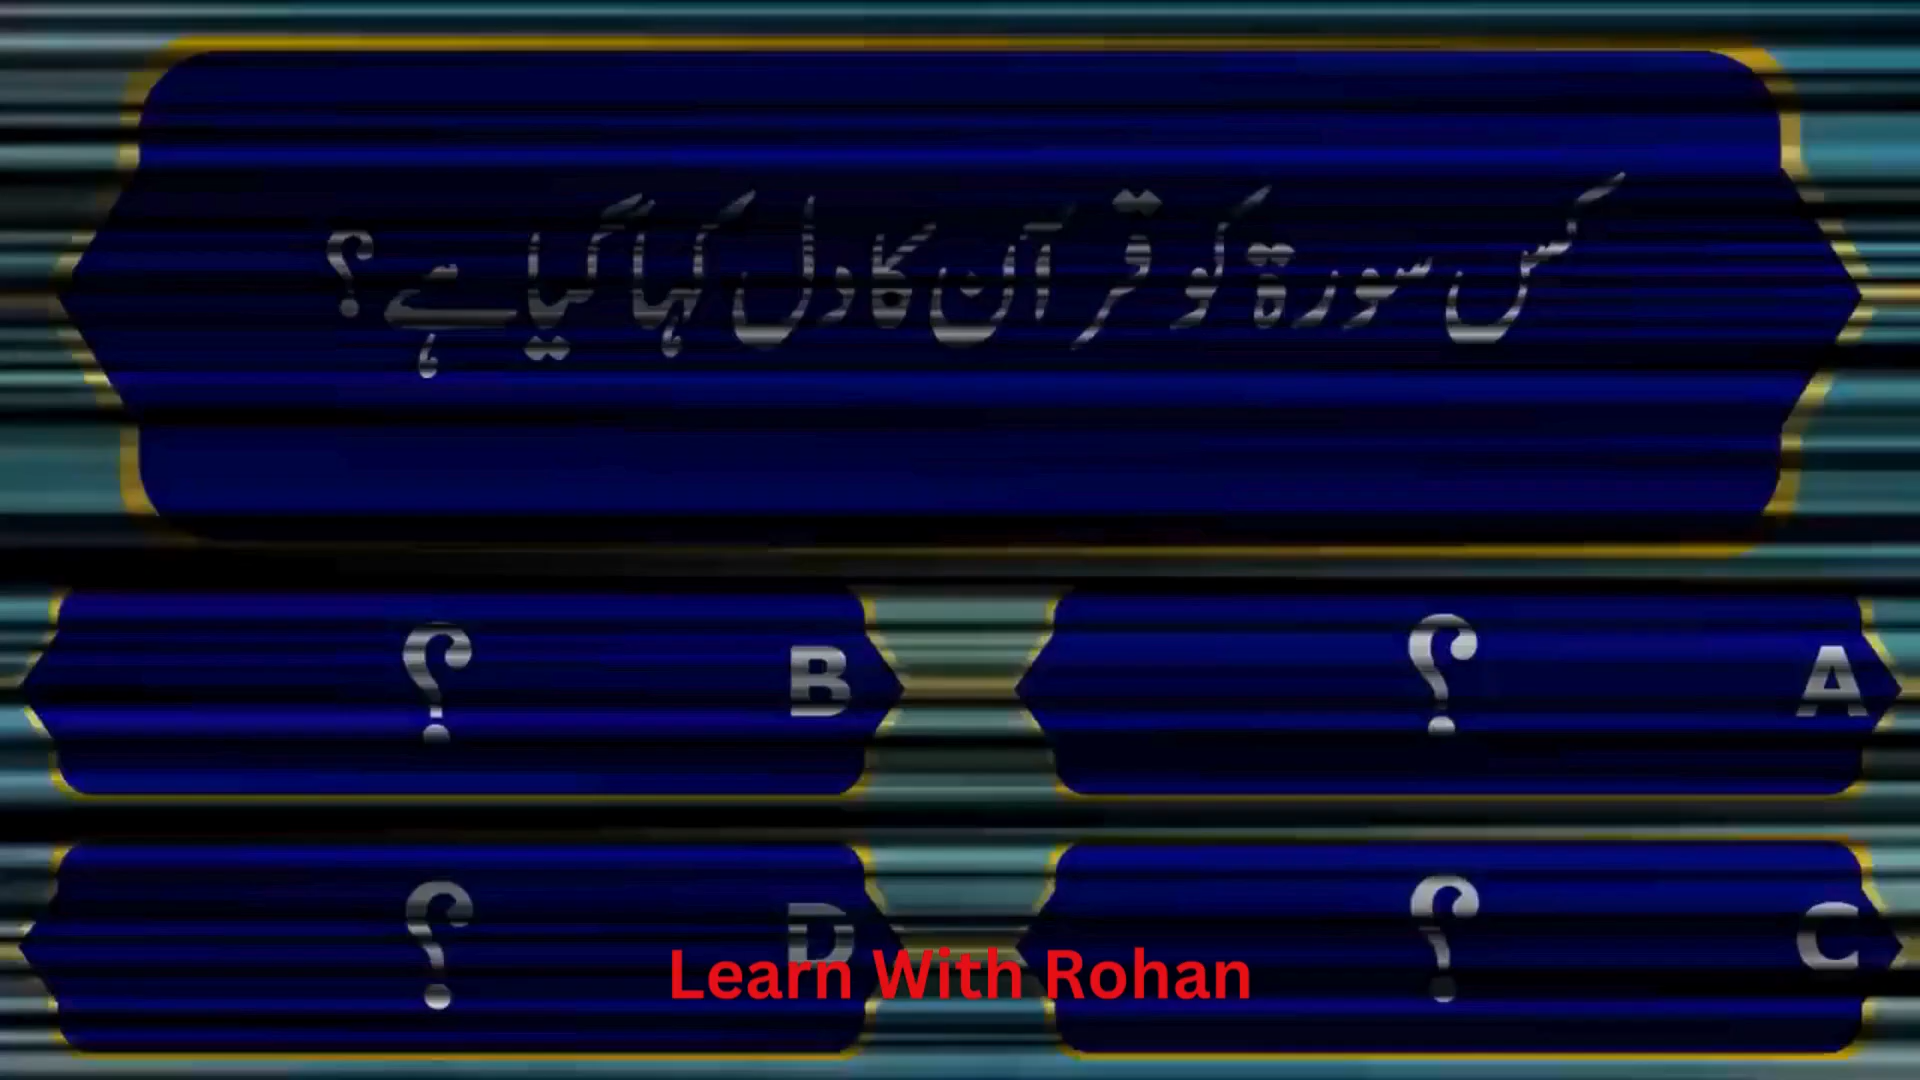 کس سورۃ کو قرآن کا دل کہا گیا ہے؟
A ؟
B ؟
C ؟
D ؟
Learn With Rohan